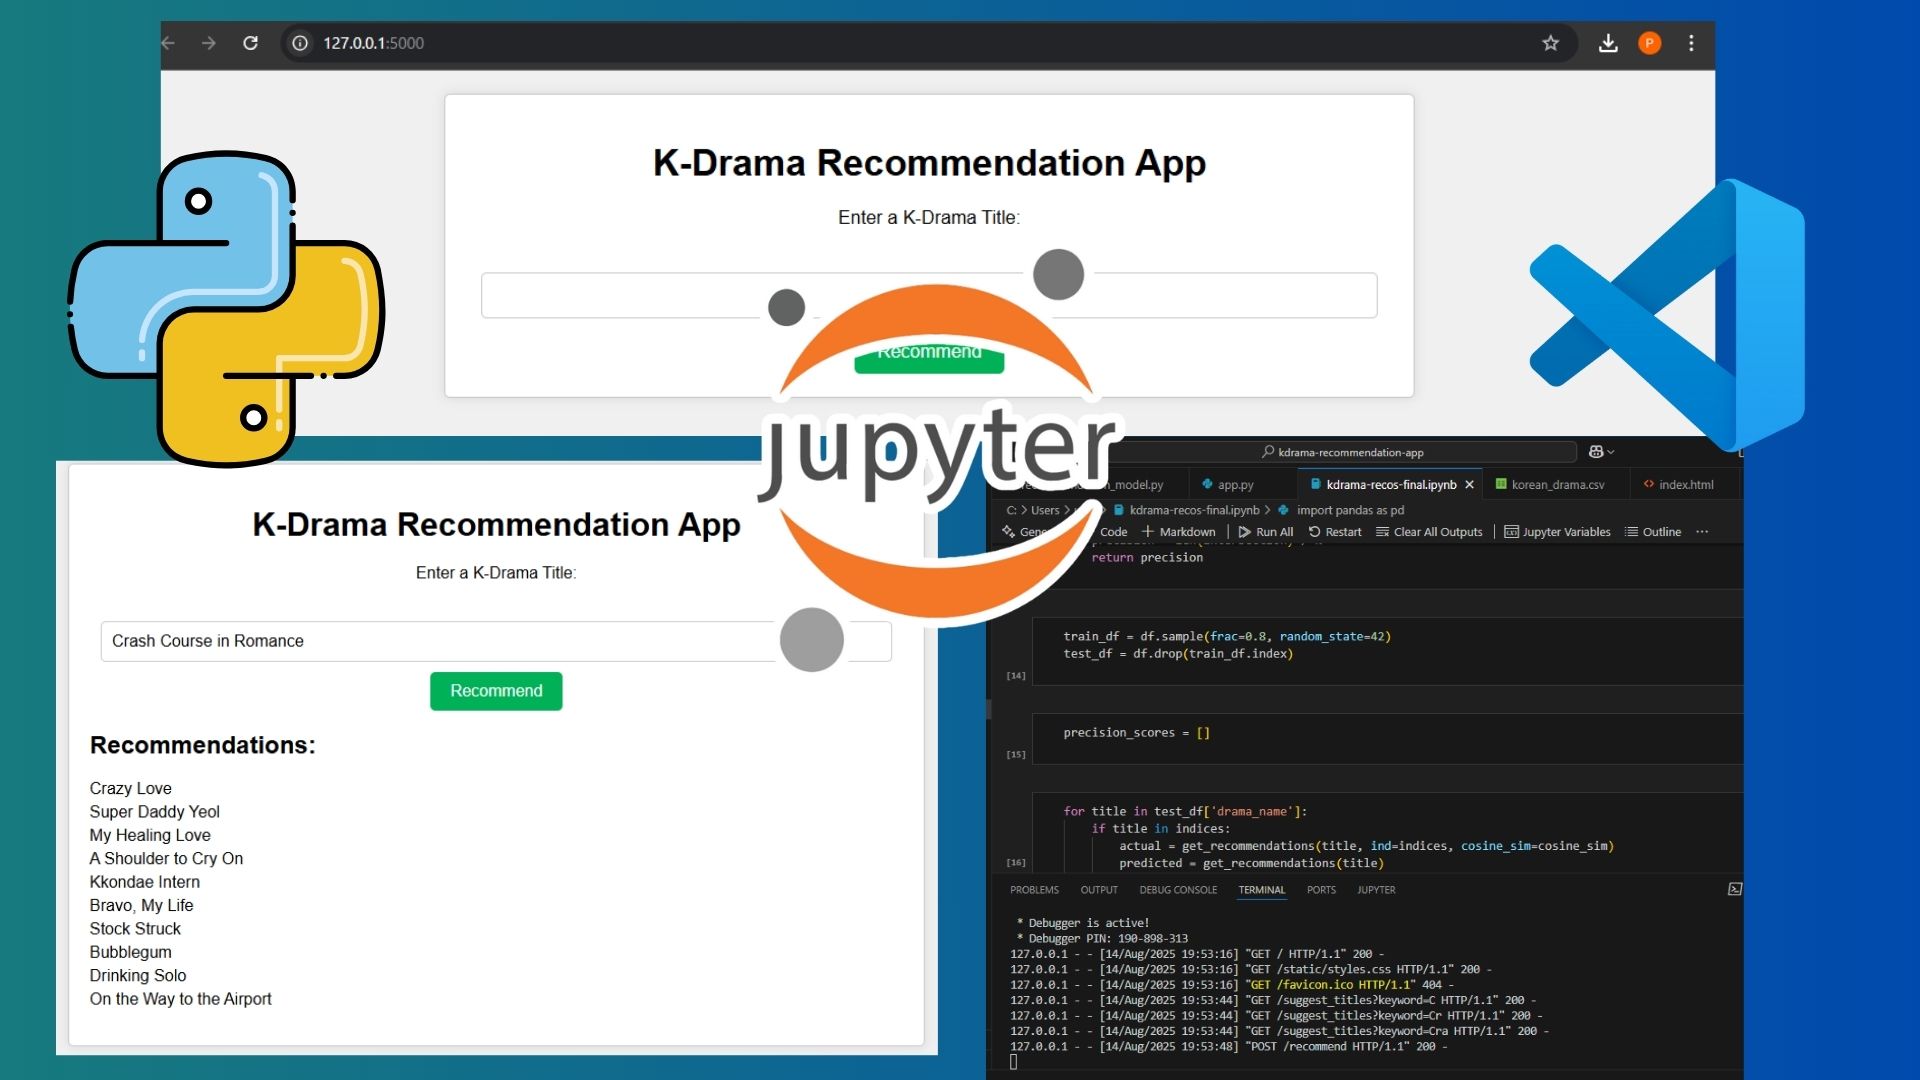 127.0.0.1:5000
P
K-Drama Recommendation App
Enter a K-Drama Title:
Recommend
jupyter
K-Drama Recommendation App
Enter a K-Drama Title:
Crash Course in Romance
Recommend
Recommendations:
Crazy Love
Super Daddy Yeol
My Healing Love
A Shoulder to Cry On
Kkondae Intern
Bravo, My Life
Stock Struck
Bubblegum
Drinking Solo
On the Way to the Airport
kdrama-recommendation-app
_model.py app.py kdrama-recos-final.ipynb korean_drama.csv index.html
C: > Users > kdrama-recos-final.ipynb > import pandas as pd
Code + Markdown Run All Restart Clear All Outputs Jupyter Variables Outline ...
return precision
train_df = df.sample(frac=0.8, random_state=42)
test_df = df.drop(train_df.index)
[14]
precision_scores = []
[15]
for title in test_df['drama_name']:
if title in indices:
actual = get_recommendations(title, ind=indices, cosine_sim=cosine_sim)
[16] predicted = get_recommendations(title)
PROBLEMS OUTPUT DEBUG CONSOLE TERMINAL PORTS JUPYTER
* Debugger is active!
* Debugger PIN: 190-898-313
127.0.0.1 - - [14/Aug/2025 19:53:16] "GET / HTTP/1.1" 200 -
127.0.0.1 - - [14/Aug/2025 19:53:16] "GET /static/styles.css HTTP/1.1" 200 -
127.0.0.1 - - [14/Aug/2025 19:53:16] "GET /favicon.ico HTTP/1.1" 404 -
127.0.0.1 - - [14/Aug/2025 19:53:44] "GET /suggest_titles?keyword=C HTTP/1.1" 200 -
127.0.0.1 - - [14/Aug/2025 19:53:44] "GET /suggest_titles?keyword=Cr HTTP/1.1" 200 -
127.0.0.1 - - [14/Aug/2025 19:53:44] "GET /suggest_titles?keyword=Cra HTTP/1.1" 200 -
127.0.0.1 - - [14/Aug/2025 19:53:48] "POST /recommend HTTP/1.1" 200 -